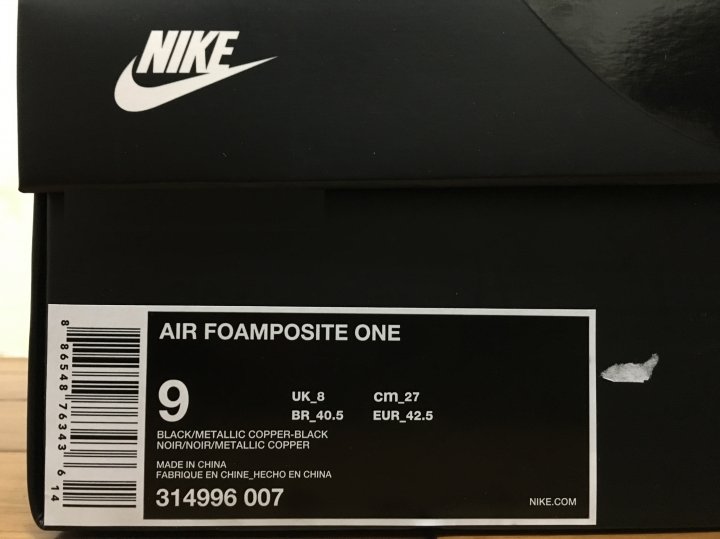 NIKE
AIR FOAMPOSITE ONE
9
UK_8 cm_27
BR_40.5 EUR_42.5
BLACK/METALLIC COPPER-BLACK
NOIR/NOIR/METALLIC COPPER
MADE IN CHINA
FABRIQUE EN CHINE_HECHO EN CHINA
314996 007
NIKE.COM
8 86548 76343 6 14